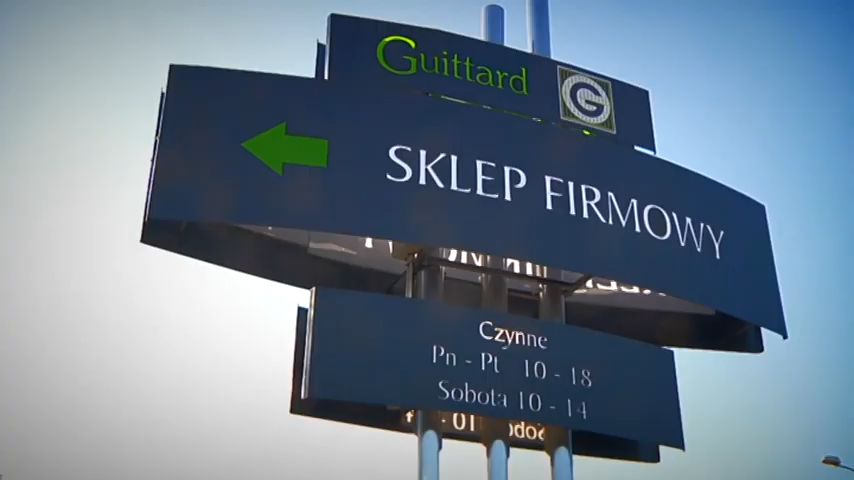 Guittard
SKLEP FIRMOWY
Czynne
Pn - Pt 10 - 18
Sobota 10 - 14